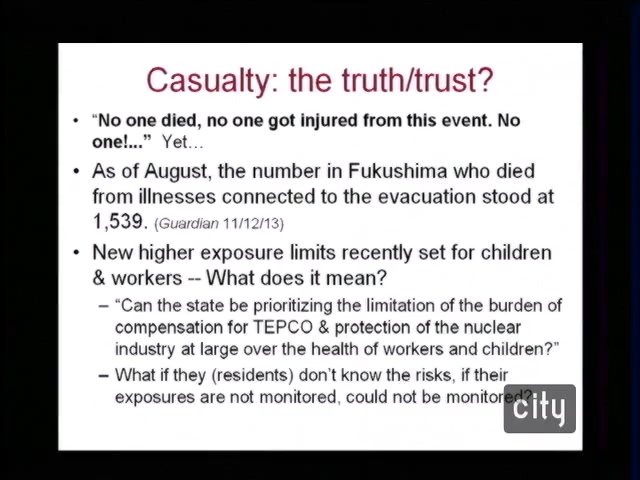 Casualty: the truth/trust?
• “No one died, no one got injured from this event. No
one!...”  Yet…
• As of August, the number in Fukushima who died
from illnesses connected to the evacuation stood at
1,539. (Guardian 11/12/13)
• New higher exposure limits recently set for children
& workers -- What does it mean?
– “Can the state be prioritizing the limitation of the burden of
compensation for TEPCO & protection of the nuclear
industry at large over the health of workers and children?”
– What if they (residents) don’t know the risks, if their
exposures are not monitored, could not be monitored?
city